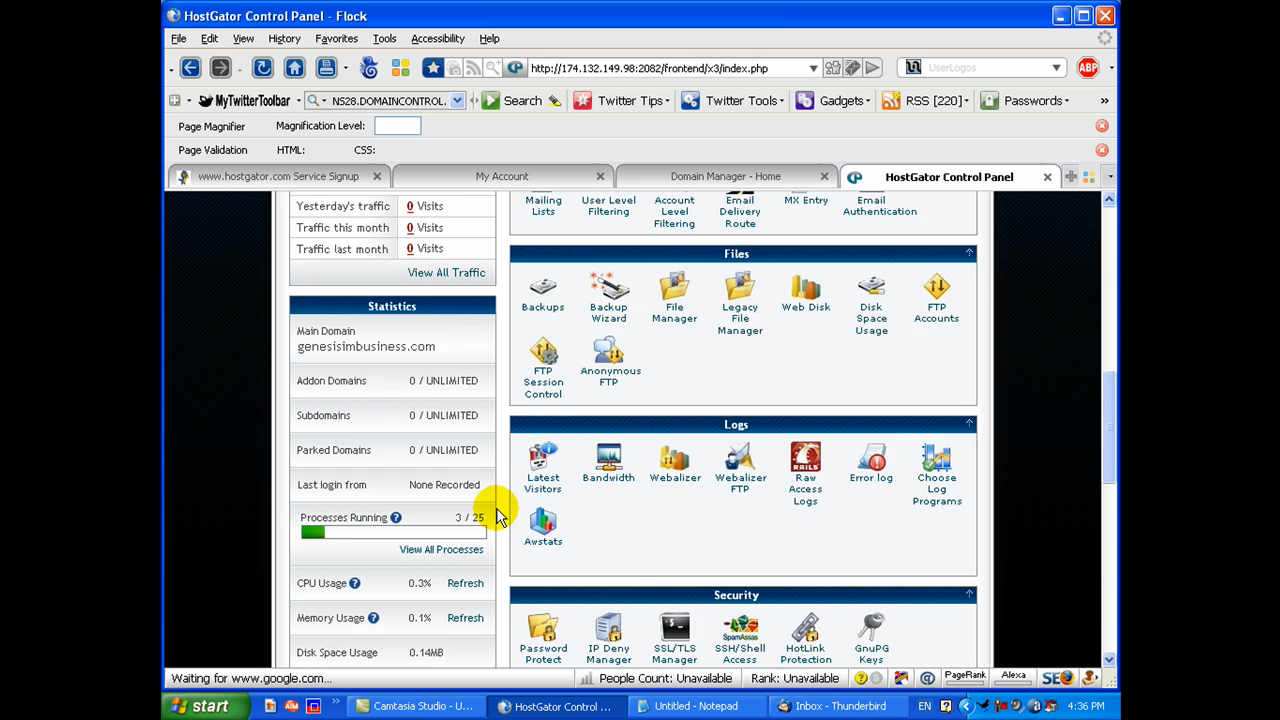 HostGator Control Panel - Flock
File Edit View History Favorites Tools Accessibility Help
http://174.132.149.98:2082/frontend/x3/index.php
UserLogos
ABP
MyTwitterToolbar NS28.DOMAINCONTROL. Search Twitter Tips Twitter Tools Gadgets RSS [220] Passwords »
Page Magnifier Magnification Level:
Page Validation HTML: CSS:
www.hostgator.com Service Signup
My Account
Domain Manager - Home
HostGator Control Panel
Yesterday's traffic 0 Visits
Traffic this month 0 Visits
Traffic last month 0 Visits
View All Traffic
Statistics
Main Domain
genesisimbusiness.com
Addon Domains 0 / UNLIMITED
Subdomains 0 / UNLIMITED
Parked Domains 0 / UNLIMITED
Last login from None Recorded
Processes Running ? 3 / 25
View All Processes
CPU Usage ? 0.3% Refresh
Memory Usage ? 0.1% Refresh
Disk Space Usage 0.14MB
Mailing
Lists
User Level
Filtering
Account
Level
Filtering
Email
Delivery
Route
MX Entry
Email
Authentication
Files
Backups
Backup
Wizard
File
Manager
Legacy
File
Manager
Web Disk
Disk
Space
Usage
FTP
Accounts
FTP
Session
Control
Anonymous
FTP
Logs
Latest
Visitors
Bandwidth
Webalizer
Webalizer
FTP
RAILS
Raw
Access
Logs
Error log
Choose
Log
Programs
Awstats
Security
Password
Protect
IP Deny
Manager
SSL/TLS
Manager
SpamAssas
SSH/Shell
Access
HotLink
Protection
GnuPG
Keys
Waiting for www.google.com...
People Count: Unavailable
Rank: Unavailable
PageRank
Alexa
SEO
start
Camtasia Studio - U...
HostGator Control ...
Untitled - Notepad
Inbox - Thunderbird
EN
4:36 PM